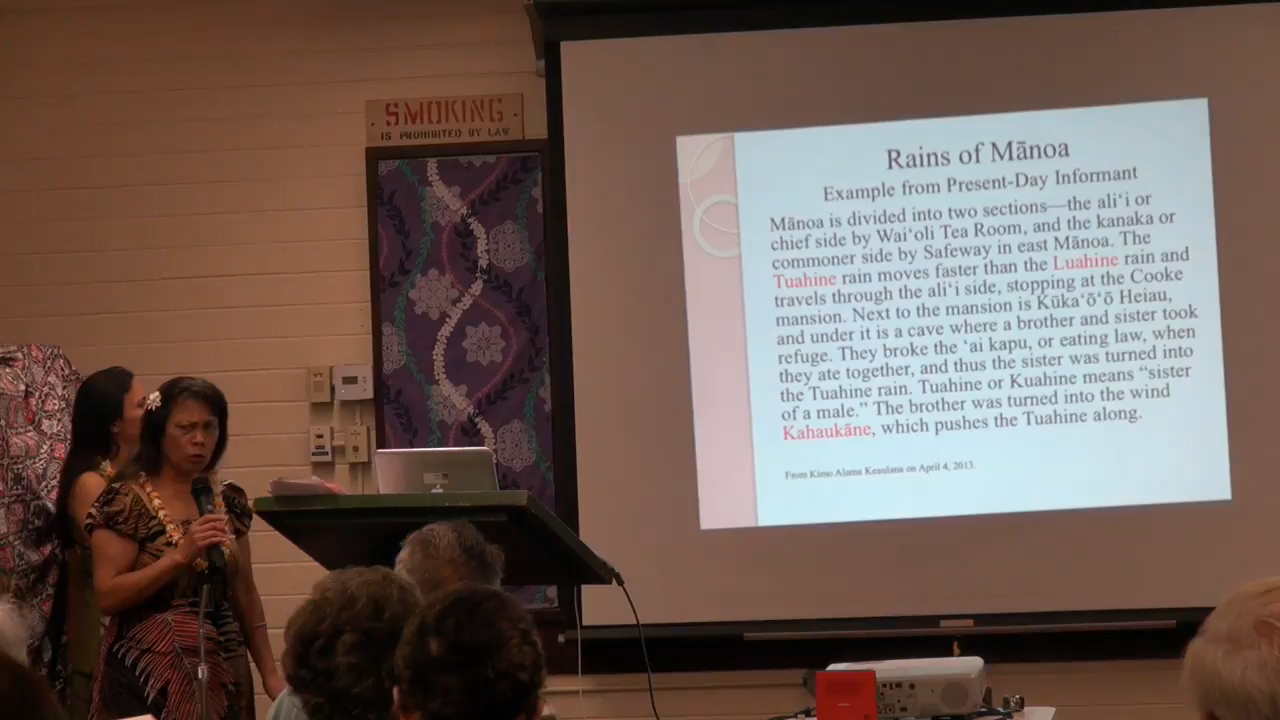 SMOKING
IS PROHIBITED BY LAW
Rains of Mānoa
Example from Present-Day Informant
Mānoa is divided into two sections—the aliʻi or
chief side by Waiʻoli Tea Room, and the kanaka or
commoner side by Safeway in east Mānoa. The
Tuahine rain moves faster than the Luahine rain and
travels through the aliʻi side, stopping at the Cooke
mansion. Next to the mansion is Kūkaʻōʻō Heiau,
and under it is a cave where a brother and sister took
refuge. They broke the ʻai kapu, or eating law, when
they ate together, and thus the sister was turned into
the Tuahine rain. Tuahine or Kuahine means “sister
of a male.” The brother was turned into the wind
Kahaukāne, which pushes the Tuahine along.
From Kimo Alama Keaulana on April 4, 2013.